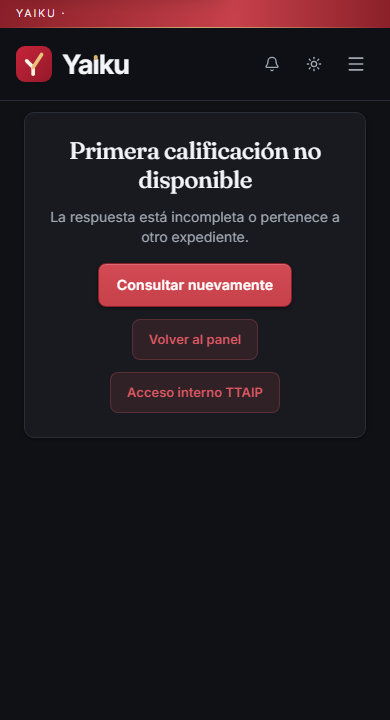 YAIKU ·
Yaiku
Primera calificación no
disponible
La respuesta está incompleta o pertenece a
otro expediente.
Consultar nuevamente
Volver al panel
Acceso interno TTAIP